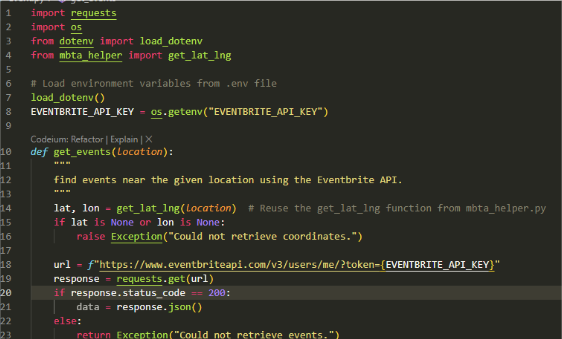 1 import requests
2 import os
3 from dotenv import load_dotenv
4 from mbta_helper import get_lat_lng
5
6 # Load environment variables from .env file
7 load_dotenv()
8 EVENTBRITE_API_KEY = os.getenv("EVENTBRITE_API_KEY")
9
Codeium: Refactor | Explain | X
10 def get_events(location):
11 """
12 find events near the given location using the Eventbrite API.
13 """
14 lat, lon = get_lat_lng(location) # Reuse the get_lat_lng function from mbta_helper.py
15 if lat is None or lon is None:
16 raise Exception("Could not retrieve coordinates.")
17
18 url = f"https://www.eventbriteapi.com/v3/users/me/?token={EVENTBRITE_API_KEY}"
19 response = requests.get(url)
20 if response.status_code == 200:
21 data = response.json()
22 else:
23 return Exception("Could not retrieve events.")